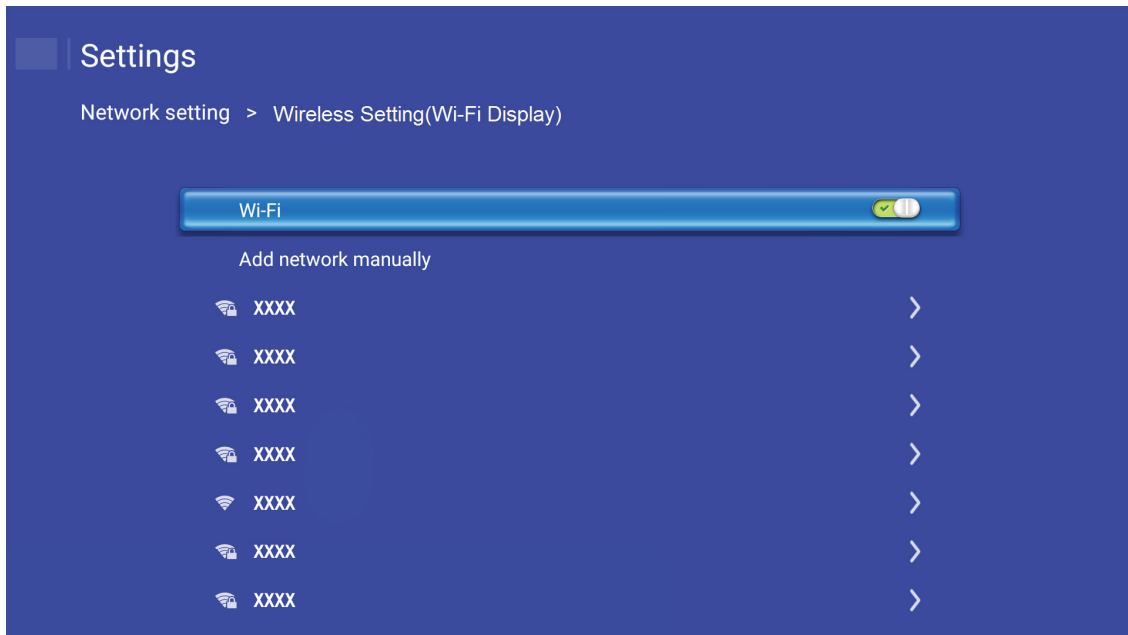 Settings
Network setting > Wireless Setting(Wi-Fi Display)
Wi-Fi
Add network manually
XXXX
XXXX
XXXX
XXXX
XXXX
XXXX
XXXX